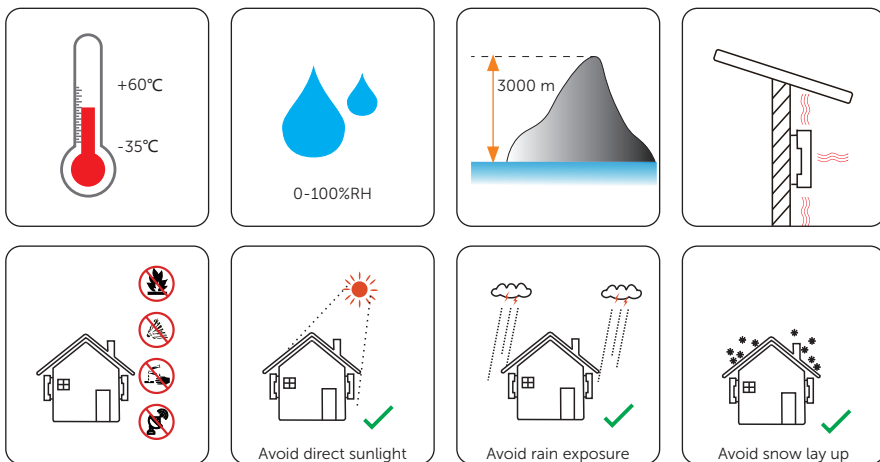 +60℃
-35℃
0-100%RH
3000 m
Avoid direct sunlight
Avoid rain exposure
Avoid snow lay up